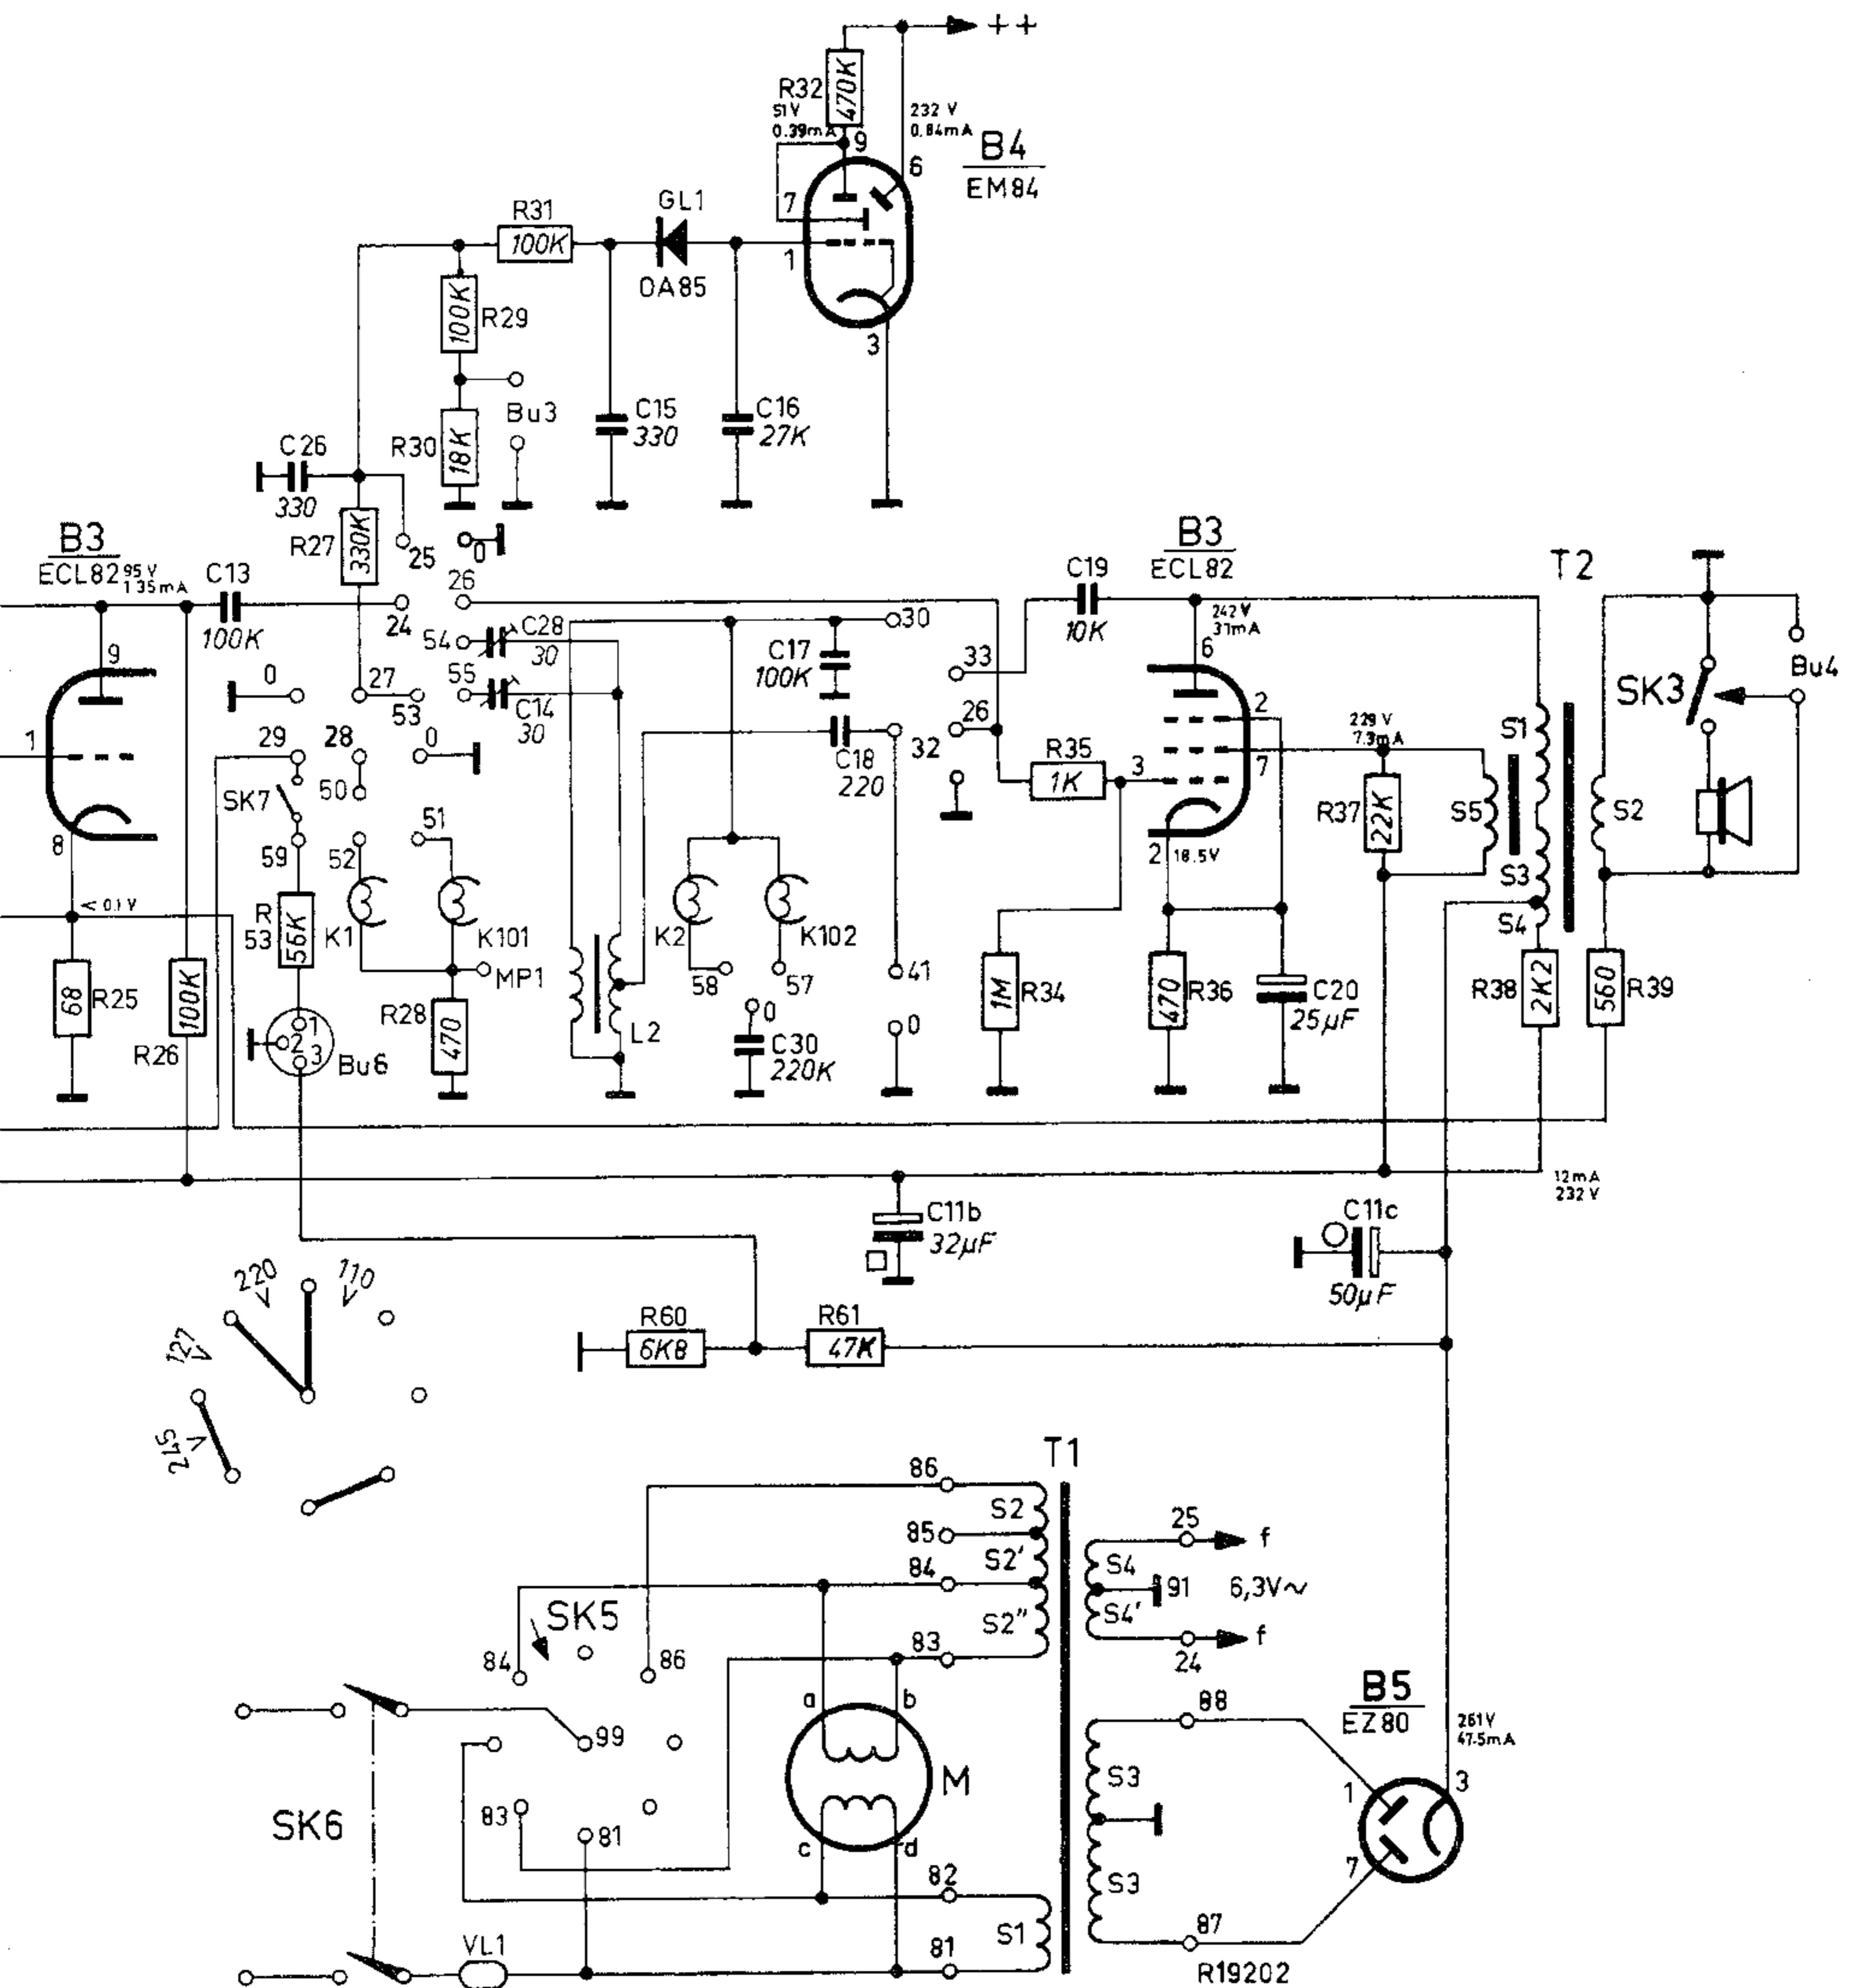 ++
R32
470K
51V
0.39mA
232 V
0.84mA
9
6
B4
EM84
7
1
3
R31
100K
GL1
OA85
100K
R29
Bu3
R30
18K
C15
330
C16
27K
C26
330
R27
330K
25
0
B3
ECL82
95V
1.35mA
C13
100K
24
26
9
1
8
0
27
53
54
C28
30
55
C14
30
29
28
0
SK7
50
59
52
51
R
53
56K
K1
K101
MP1
< 0.1 V
68
R25
100K
R26
1
2
3
Bu6
R28
470
L2
30
C17
100K
C18
220
32
K2
K102
58
57
0
C30
220K
41
0
33
26
C19
10K
B3
ECL82
242 V
37mA
6
2
7
3
R35
1K
2
18.5V
1M
R34
470
R36
C20
25µF
229 V
7.3mA
R37
22K
S5
S1
S3
S4
T2
S2
SK3
Bu4
R38
2K2
560
R39
12mA
232 V
C11b
32µF
C11c
50µF
R60
6K8
R61
47K
220
110
127
245
T1
86
S2
85
S2'
84
S2"
83
25
f
S4
91
6,3V~
S4'
f
24
SK5
84
86
99
83
81
SK6
VL1
a
b
M
c
d
82
S1
81
88
S3
S3
87
B5
EZ80
261V
47.5mA
1
3
7
R19202